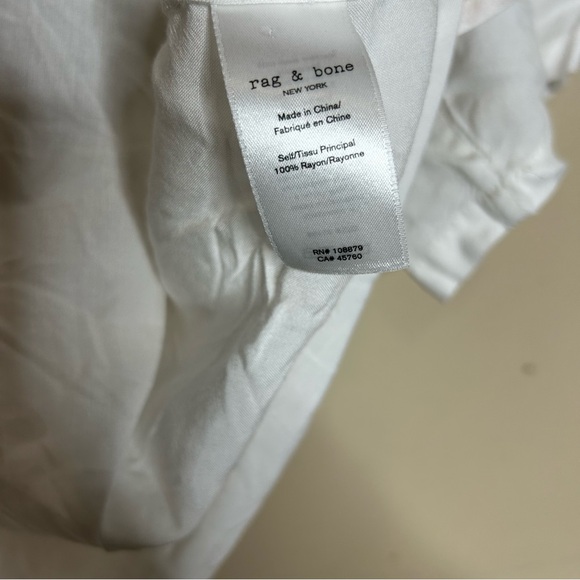 rag & bone
NEW YORK
Made in China/
Fabriqué en Chine
Self/Tissu Principal
100% Rayon/Rayonne
RN# 108879
CA# 45760